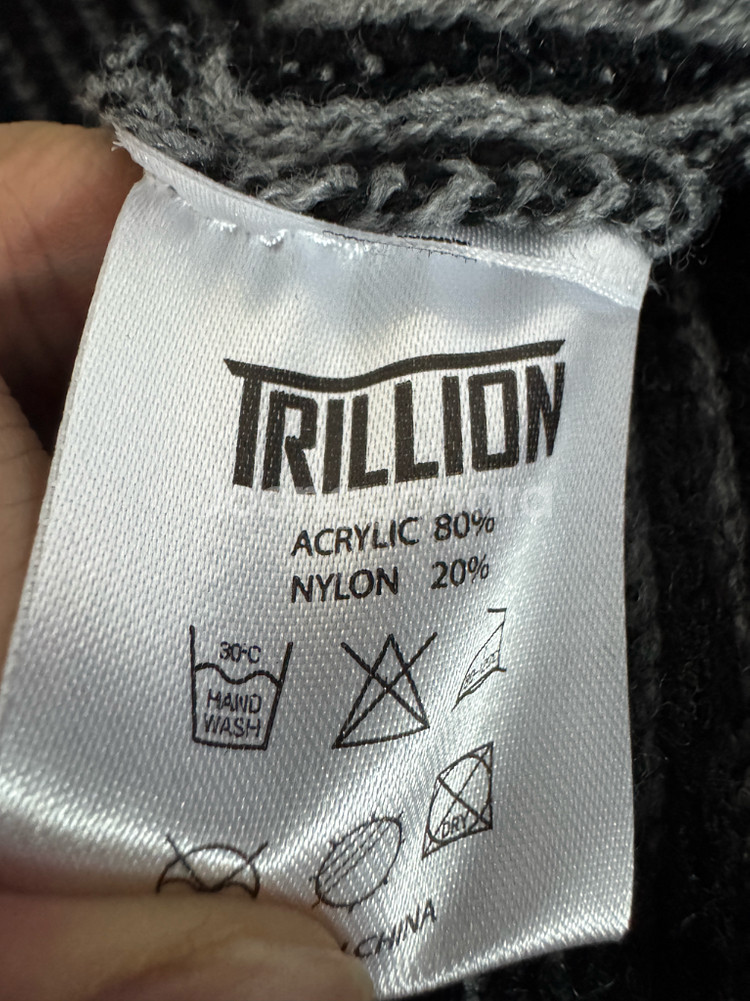 TRILLION
ACRYLIC 80%
NYLON 20%
30°C
HAND
WASH
DRY
CHINA